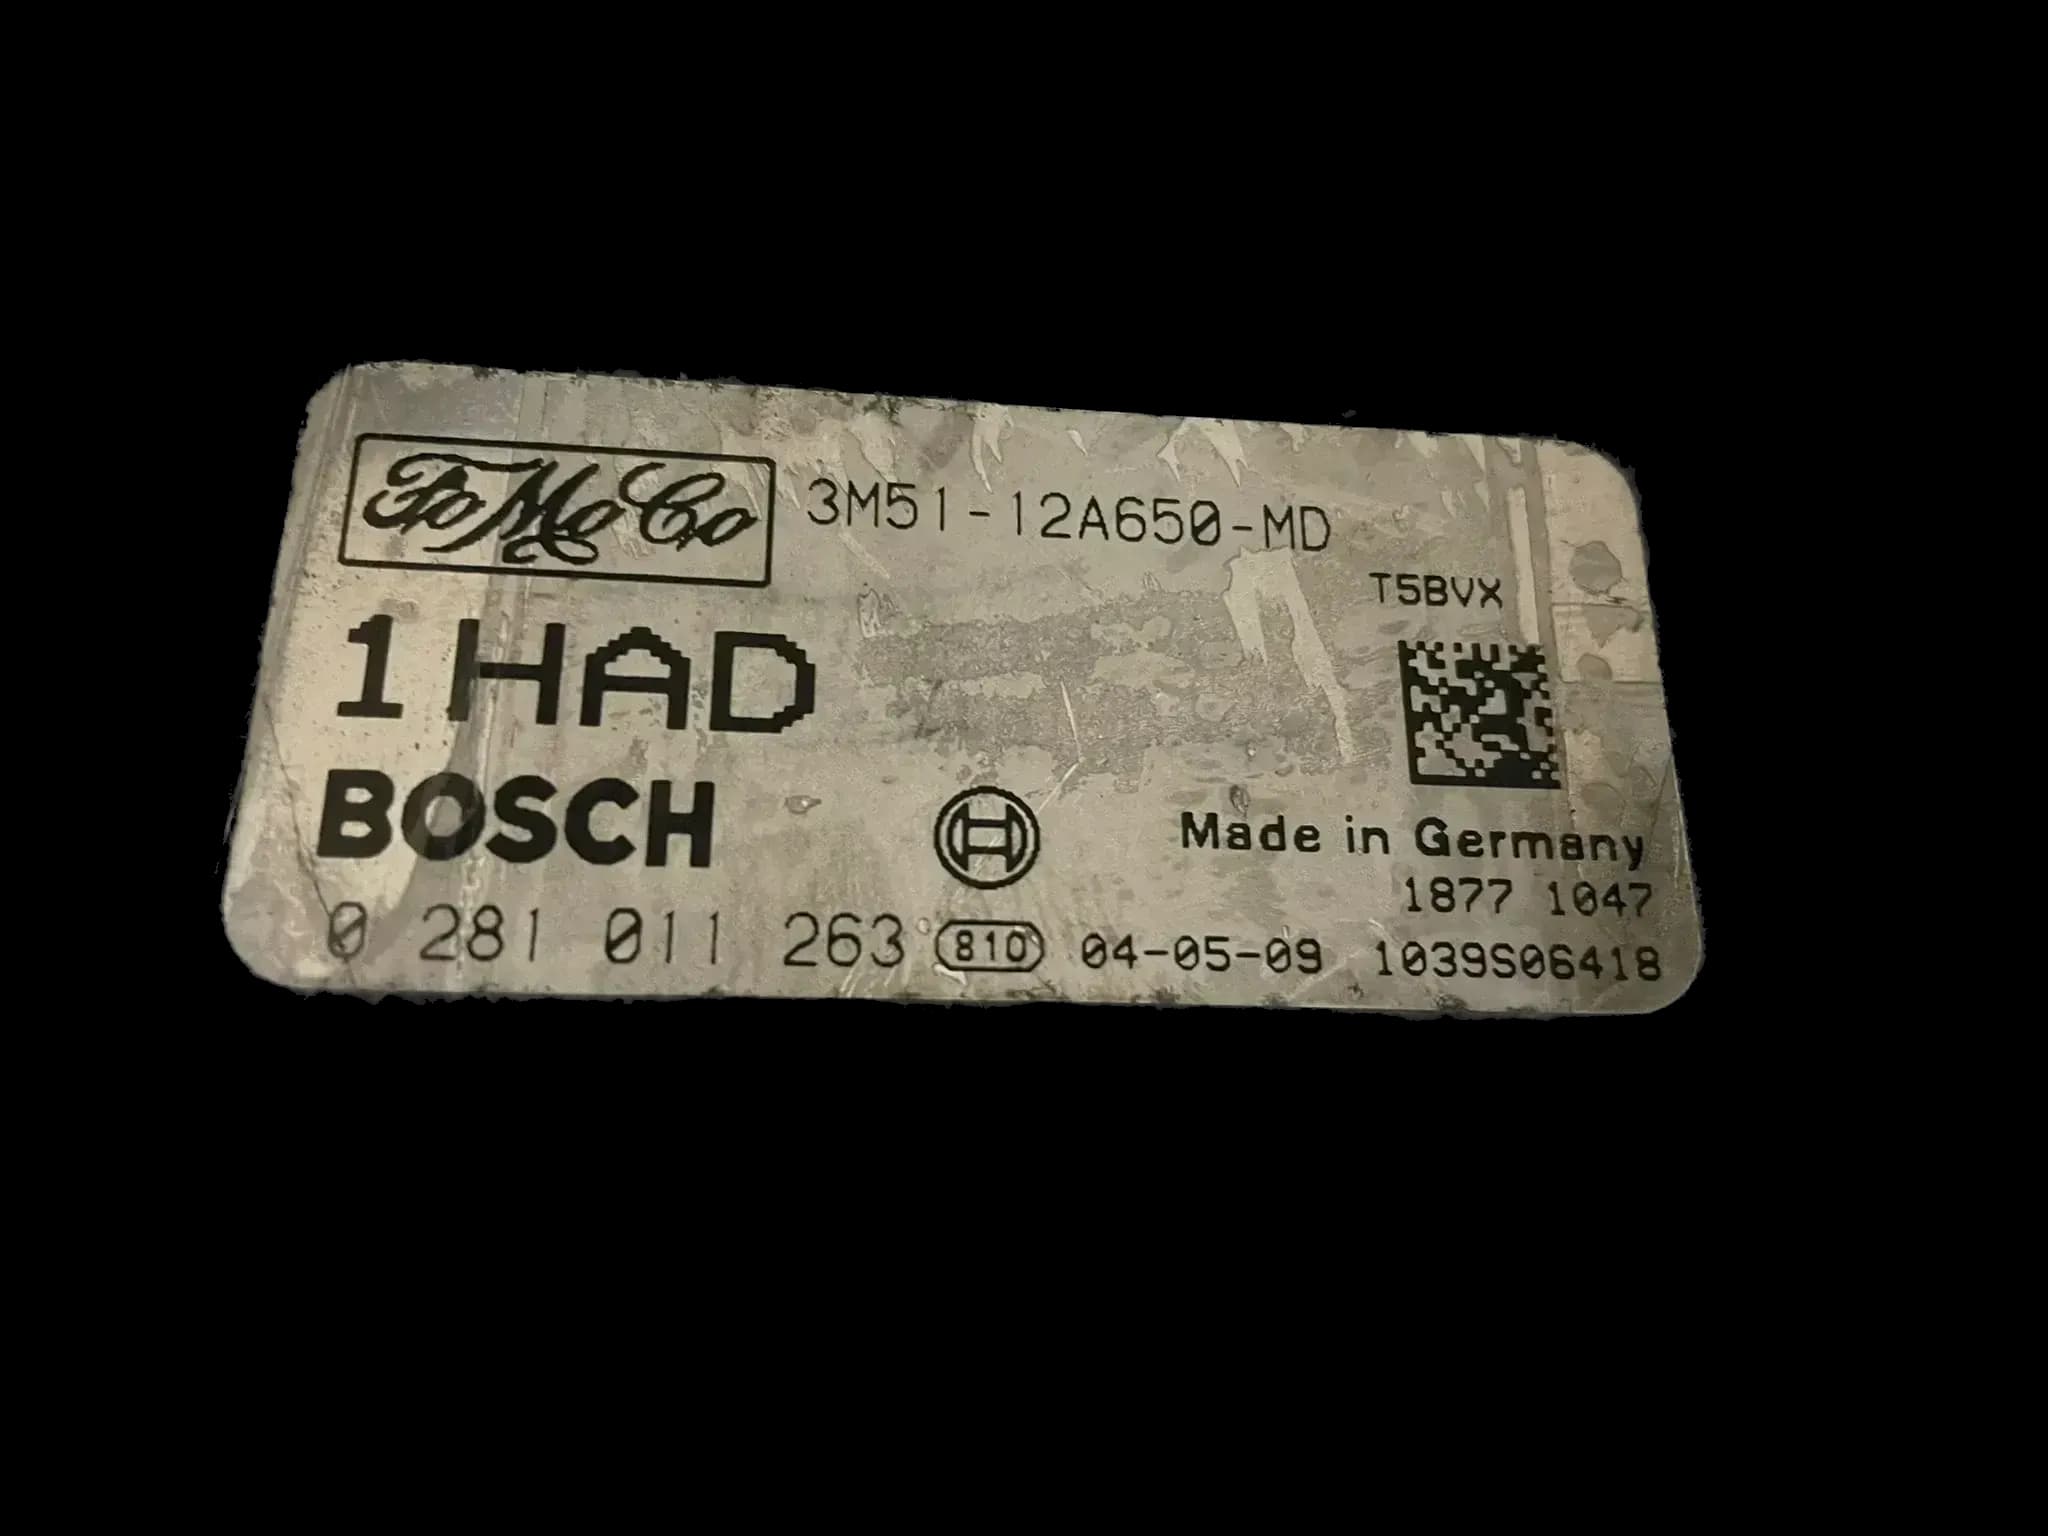 FoMoCo 3M51-12A650-MD
T5BVX
1HAD
BOSCH
Made in Germany
1877 1047
0 281 011 263 810 04-05-09 1039S06418